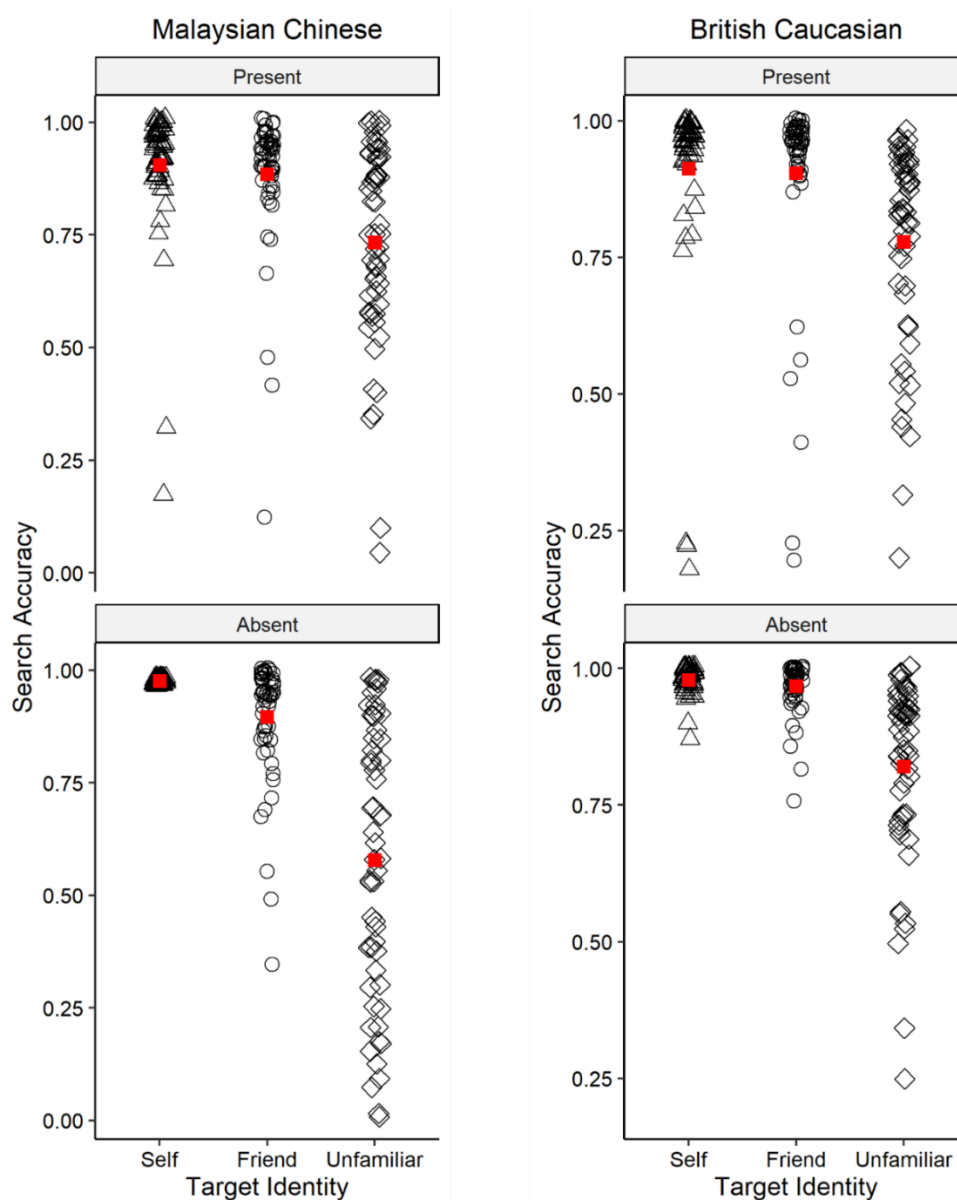 Malaysian Chinese
Present
1.00
0.75
0.50
0.25
0.00
Absent
1.00
0.75
0.50
0.25
0.00
Search Accuracy
Self Friend Unfamiliar
Target Identity
British Caucasian
Present
1.00
0.75
0.50
0.25
Absent
1.00
0.75
0.50
0.25
Search Accuracy
Self Friend Unfamiliar
Target Identity